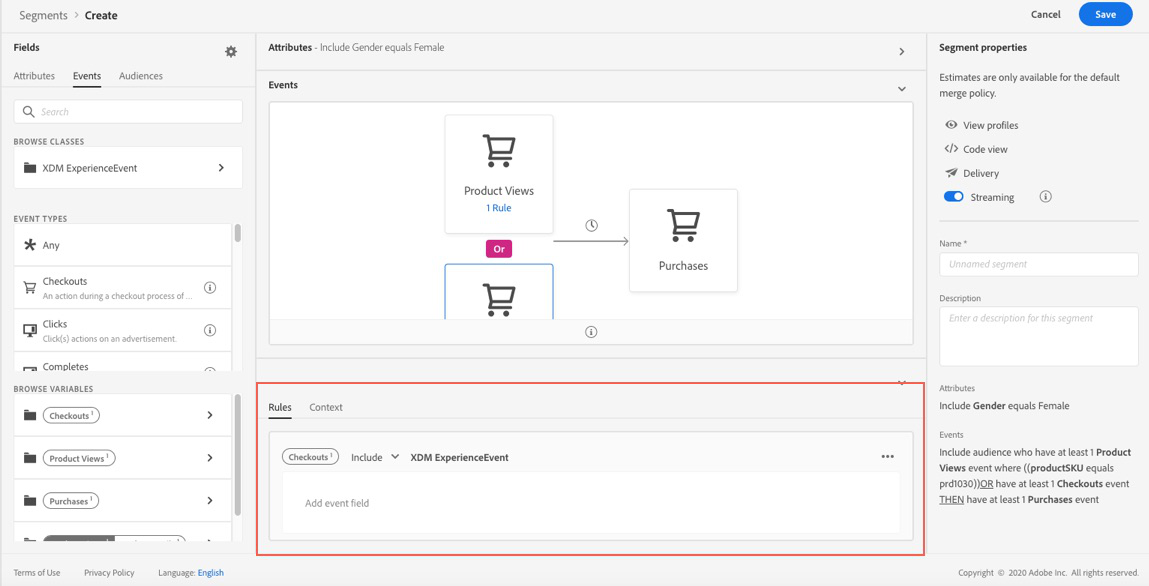 Segments > Create
Cancel
Save
Fields
Attributes
Events
Audiences
Search
BROWSE CLASSES
XDM ExperienceEvent
EVENT TYPES
Any
Checkouts
An action during a checkout process of ...
Clicks
Click(s) actions on an advertisement.
Completes
BROWSE VARIABLES
Checkouts 1
Product Views 1
Purchases 1
Attributes - Include Gender equals Female
Events
Product Views
1 Rule
Or
Purchases
Rules
Context
Checkouts 1
Include
XDM ExperienceEvent
Add event field
Segment properties
Estimates are only available for the default
merge policy.
View profiles
Code view
Delivery
Streaming
Name *
Unnamed segment
Description
Enter a description for this segment
Attributes
Include Gender equals Female
Events
Include audience who have at least 1 Product
Views event where ((productSKU equals
prd1030))OR have at least 1 Checkouts event
THEN have at least 1 Purchases event
Terms of Use
Privacy Policy
Language: English
Copyright © 2020 Adobe Inc. All rights reserved.